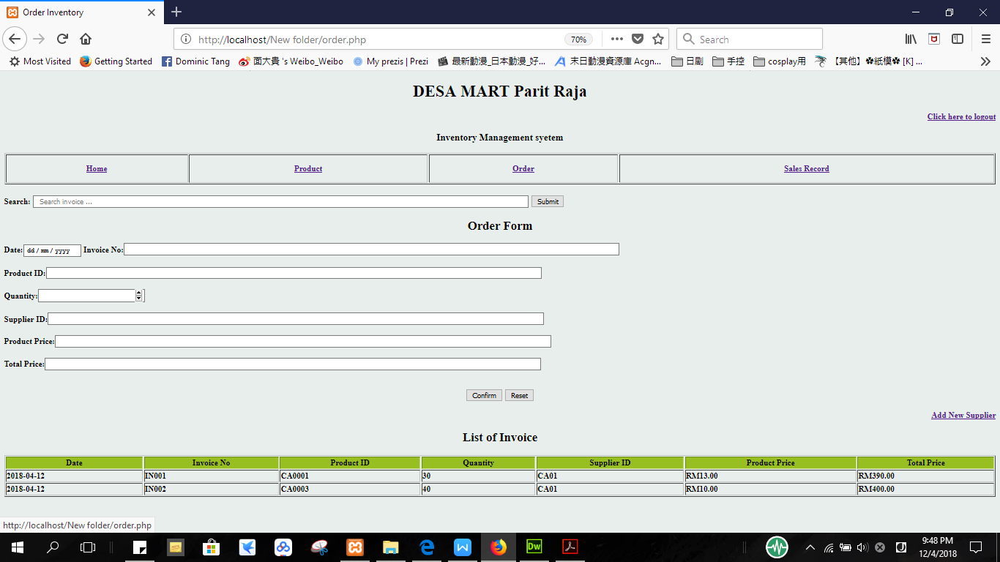 Order Inventory
http://localhost/New folder/order.php
70%
Search
Most Visited
Getting Started
Dominic Tang
面大貴 's Weibo_Weibo
My prezis | Prezi
最新動漫_日本動漫_好...
末日動漫資源庫 Acgn...
日剧
手控
cosplay用
【其他】✿紙模✿ [K] ...
DESA MART Parit Raja
Click here to logout
Inventory Management syetem
Home Product Order Sales Record
Search: Search invoice ... Submit
Order Form
Date: dd / mm / yyyy Invoice No:
Product ID:
Quantity:
Supplier ID:
Product Price:
Total Price:
Confirm Reset
Add New Supplier
List of Invoice
Date Invoice No Product ID Quantity Supplier ID Product Price Total Price
2018-04-12 IN001 CA0001 30 CA01 RM13.00 RM390.00
2018-04-12 IN002 CA0003 40 CA01 RM10.00 RM400.00
http://localhost/New folder/order.php
Dw
9:48 PM
12/4/2018